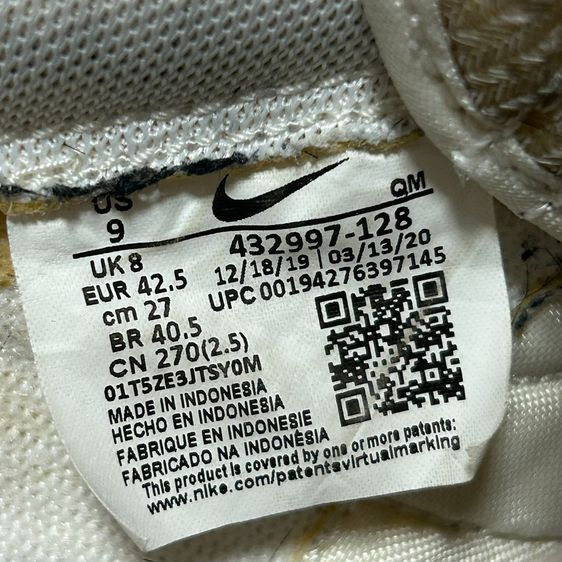 US
9
UK 8
EUR 42.5
cm 27
BR 40.5
CN 270(2.5)
01T5ZE3JTSY0M
QM
432997-128
12/18/19 | 03/13/20
UPC 00194276397145
MADE IN INDONESIA
HECHO EN INDONESIA
FABRIQUE EN INDONESIE
FABRICADO NA INDONÉSIA
This product is covered by one or more patents:
www.nike.com/patentsvirtualmarking